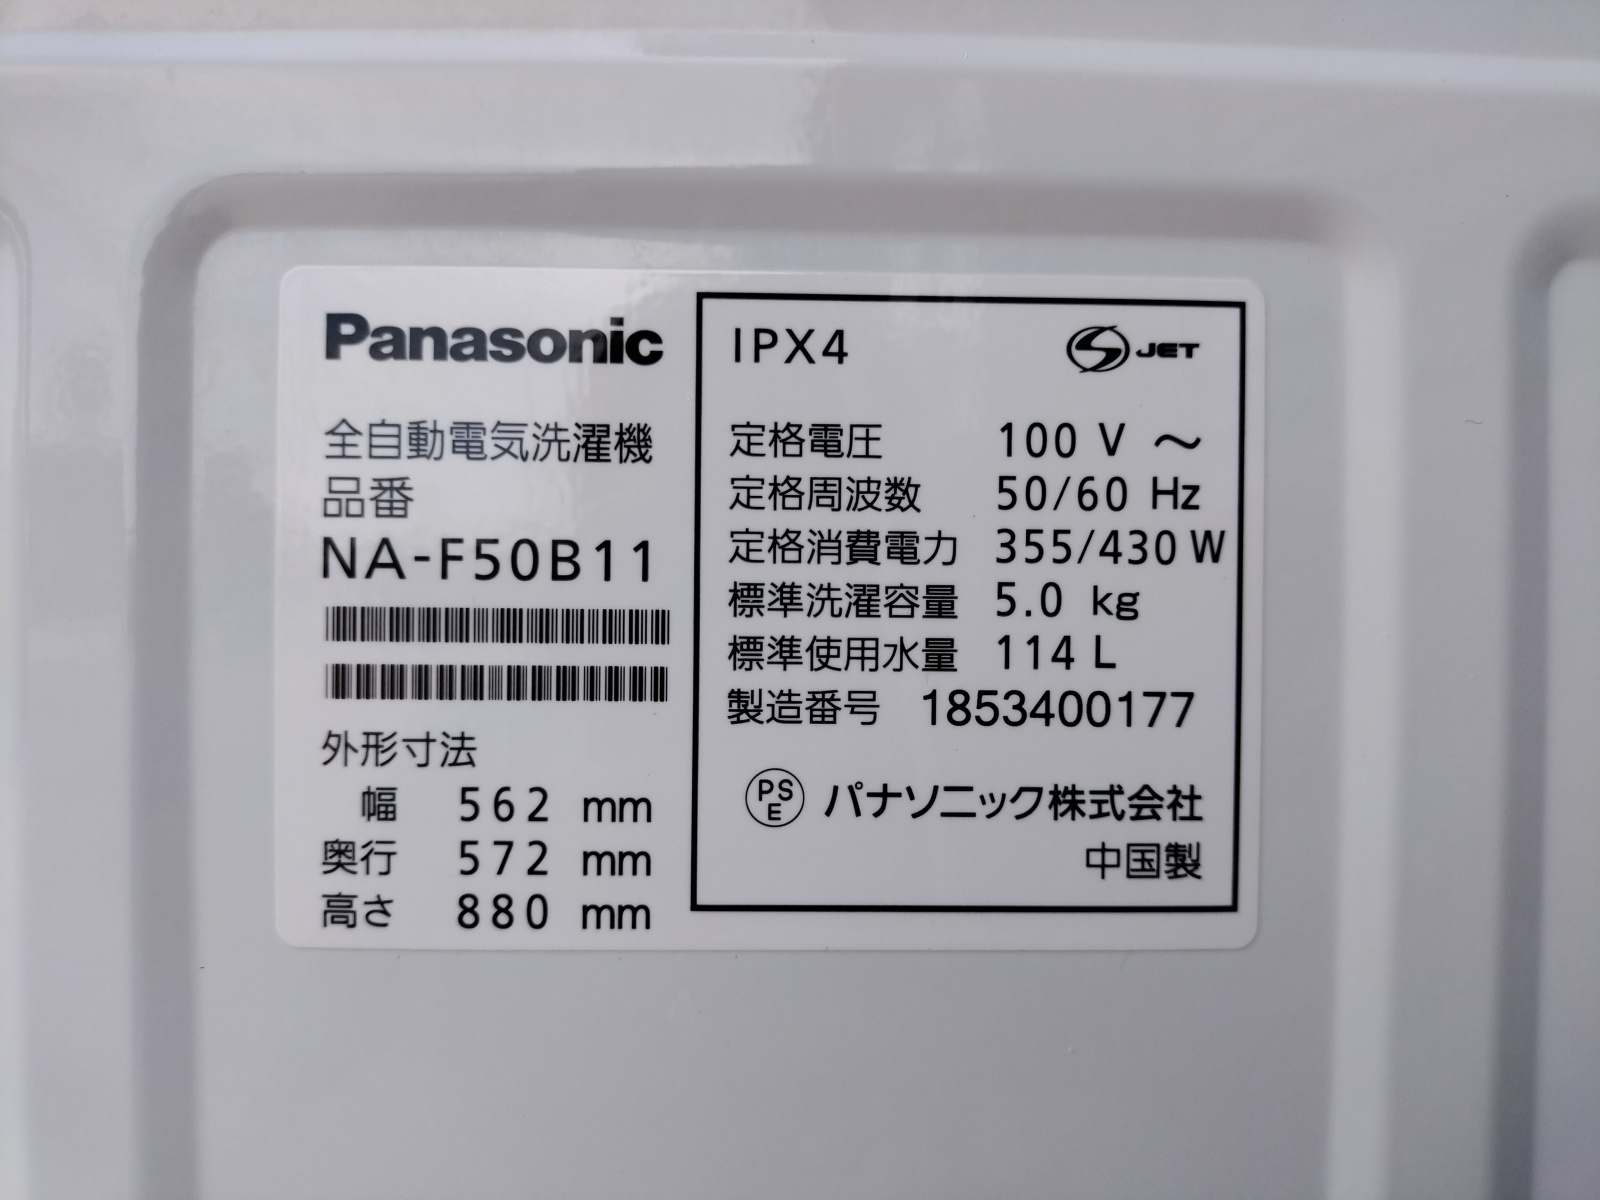 Panasonic
全自動電気洗濯機
品番
NA-F50B11
外形寸法
幅 562 mm
奥行 572 mm
高さ 880 mm
IPX4 JET
定格電圧 100 V ～
定格周波数 50/60 Hz
定格消費電力 355/430 W
標準洗濯容量 5.0 kg
標準使用水量 114 L
製造番号 1853400177
PSE パナソニック株式会社
中国製